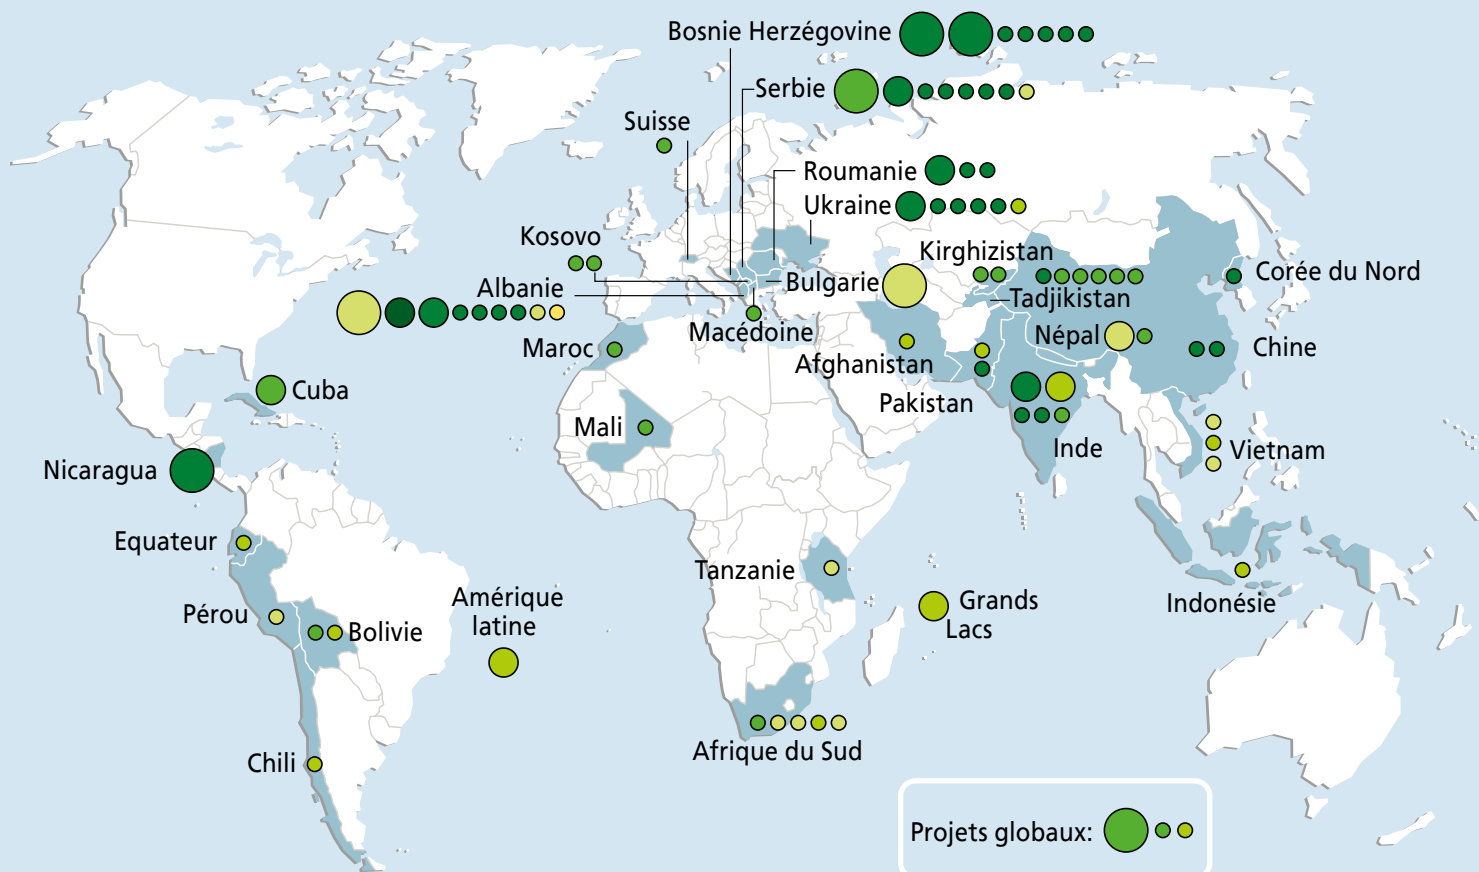 Bosnie Herzégovine
Serbie
Suisse
Roumanie
Ukraine
Kosovo
Kirghizistan
Corée du Nord
Albanie
Bulgarie
Tadjikistan
Macédoine
Népal
Maroc
Afghanistan
Chine
Cuba
Pakistan
Mali
Inde
Vietnam
Nicaragua
Equateur
Tanzanie
Amérique
latine
Grands
Lacs
Indonésie
Pérou
Bolivie
Afrique du Sud
Chili
Projets globaux: